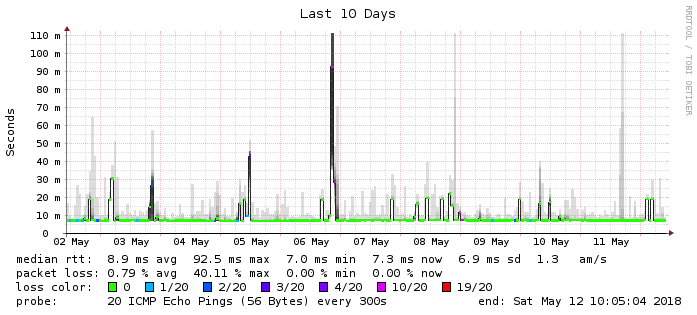 Last 10 Days
RRDTOOL / TOBI OETIKER
Seconds
110 m
100 m
90 m
80 m
70 m
60 m
50 m
40 m
30 m
20 m
10 m
0
02 May 03 May 04 May 05 May 06 May 07 May 08 May 09 May 10 May 11 May
median rtt: 8.9 ms avg 92.5 ms max 7.0 ms min 7.3 ms now 6.9 ms sd 1.3 am/s
packet loss: 0.79 % avg 40.11 % max 0.00 % min 0.00 % now
loss color: 0 1/20 2/20 3/20 4/20 10/20 19/20
probe: 20 ICMP Echo Pings (56 Bytes) every 300s end: Sat May 12 10:05:04 2018